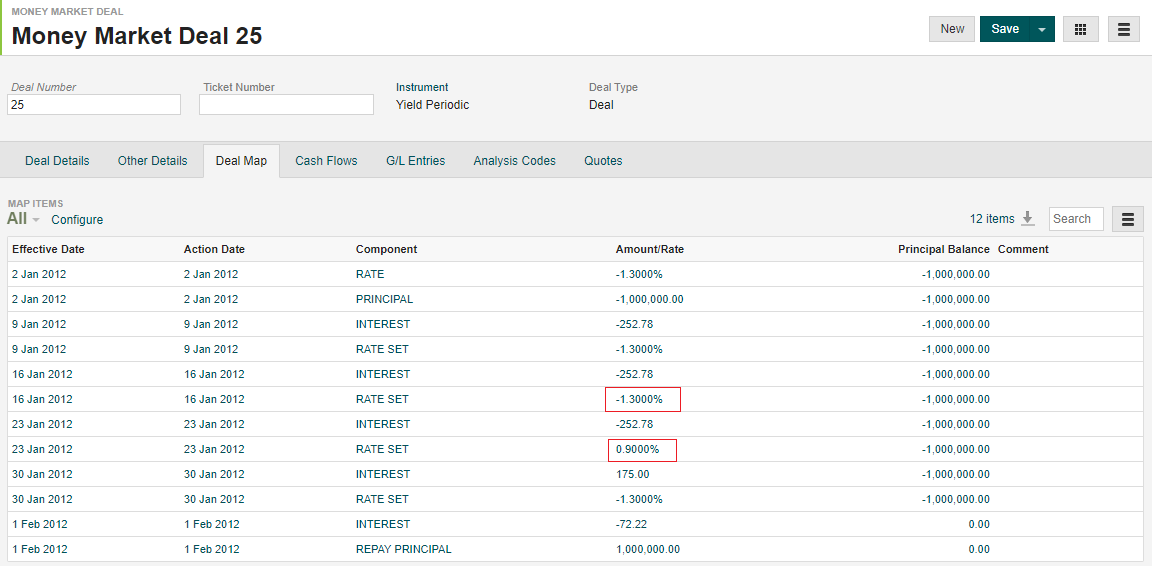 MONEY MARKET DEAL
Money Market Deal 25
New Save
Deal Number Ticket Number Instrument Deal Type
25 Yield Periodic Deal
Deal Details Other Details Deal Map Cash Flows G/L Entries Analysis Codes Quotes
MAP ITEMS
All Configure 12 items Search
Effective Date Action Date Component Amount/Rate Principal Balance Comment
2 Jan 2012 2 Jan 2012 RATE -1.3000% -1,000,000.00
2 Jan 2012 2 Jan 2012 PRINCIPAL -1,000,000.00 -1,000,000.00
9 Jan 2012 9 Jan 2012 INTEREST -252.78 -1,000,000.00
9 Jan 2012 9 Jan 2012 RATE SET -1.3000% -1,000,000.00
16 Jan 2012 16 Jan 2012 INTEREST -252.78 -1,000,000.00
16 Jan 2012 16 Jan 2012 RATE SET -1.3000% -1,000,000.00
23 Jan 2012 23 Jan 2012 INTEREST -252.78 -1,000,000.00
23 Jan 2012 23 Jan 2012 RATE SET 0.9000% -1,000,000.00
30 Jan 2012 30 Jan 2012 INTEREST 175.00 -1,000,000.00
30 Jan 2012 30 Jan 2012 RATE SET -1.3000% -1,000,000.00
1 Feb 2012 1 Feb 2012 INTEREST -72.22 0.00
1 Feb 2012 1 Feb 2012 REPAY PRINCIPAL 1,000,000.00 0.00